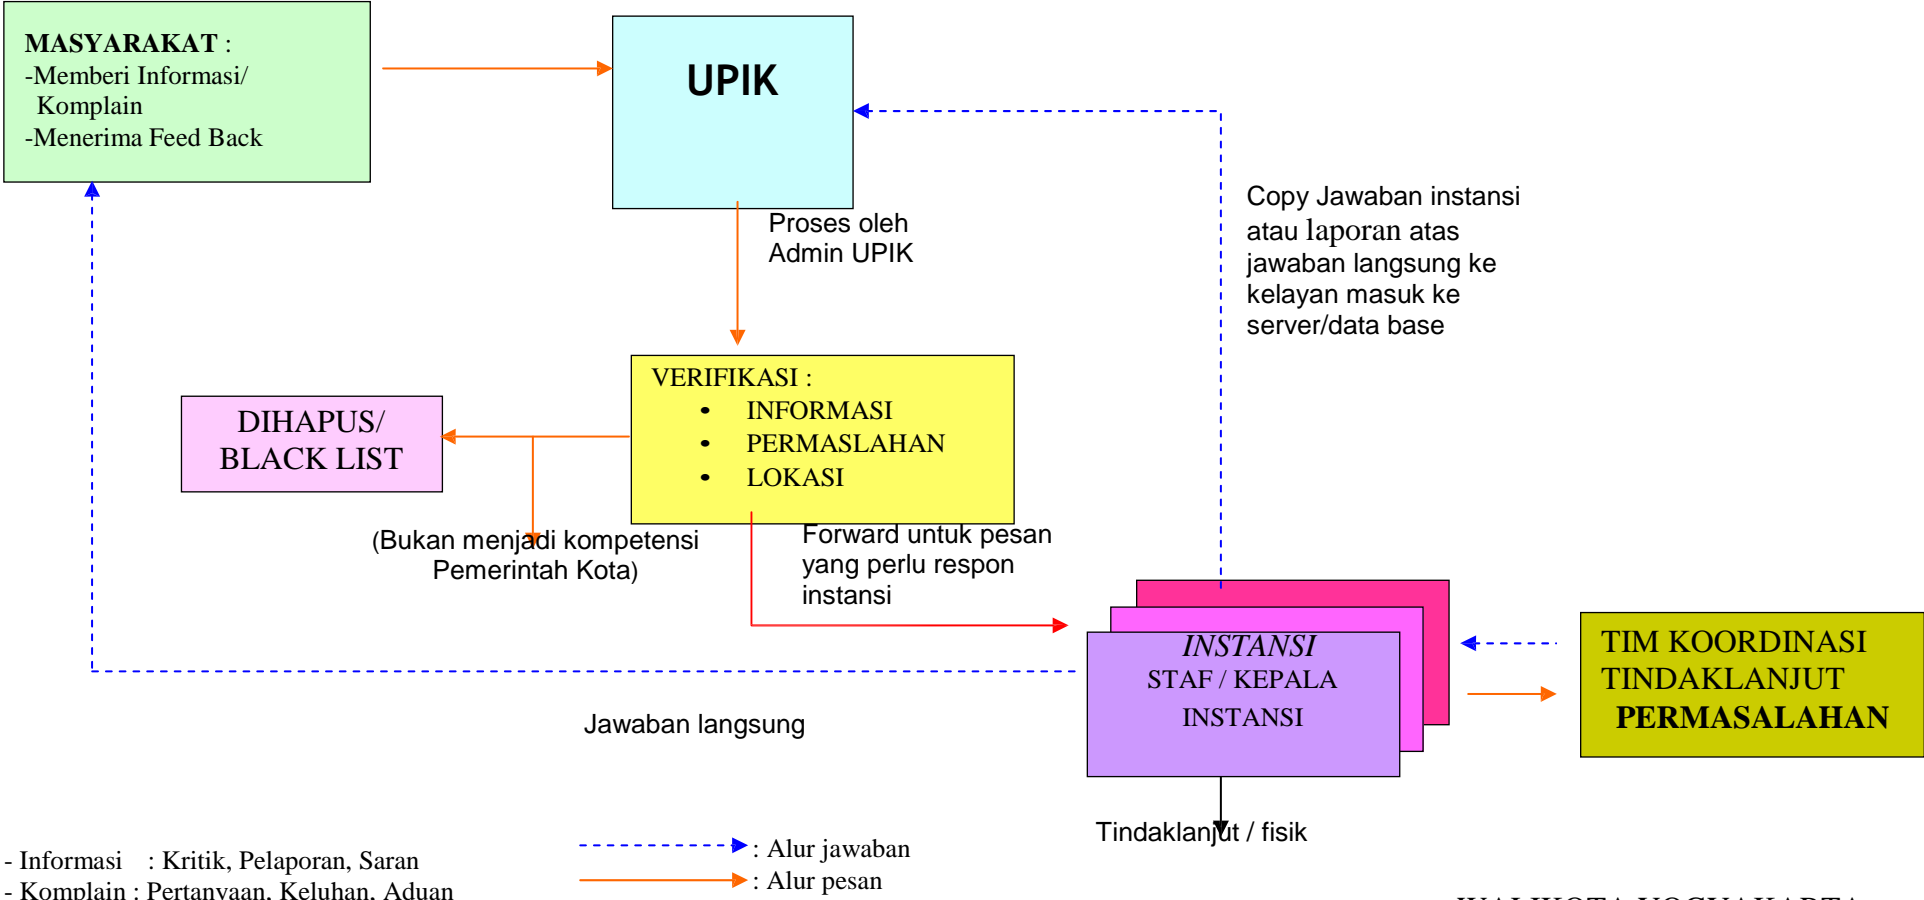 MASYARAKAT :
-Memberi Informasi/
Komplain
-Menerima Feed Back
UPIK
Proses oleh
Admin UPIK
Copy Jawaban instansi
atau laporan atas
jawaban langsung ke
kelayan masuk ke
server/data base
VERIFIKASI :
• INFORMASI
• PERMASLAHAN
• LOKASI
DIHAPUS/
BLACK LIST
(Bukan menjadi kompetensi
Pemerintah Kota)
Forward untuk pesan
yang perlu respon
instansi
INSTANSI
STAF / KEPALA
INSTANSI
TIM KOORDINASI
TINDAKLANJUT
PERMASALAHAN
Jawaban langsung
Tindaklanjut / fisik
- Informasi : Kritik, Pelaporan, Saran
- Komplain : Pertanyaan, Keluhan, Aduan
: Alur jawaban
: Alur pesan
WALIKOTA YOGYAKARTA